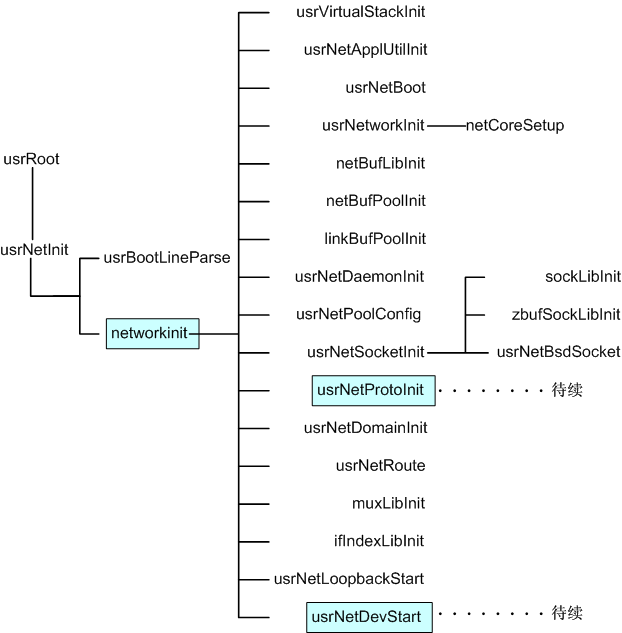 usrVirtualStackInit
usrNetApplUtilInit
usrNetBoot
usrNetworkInit netCoreSetup
usrRoot
netBufLibInit
netBufPoolInit
linkBufPoolInit
usrNetInit
usrBootLineParse
usrNetDaemonInit sockLibInit
usrNetPoolConfig zbufSockLibInit
networkinit
usrNetSocketInit usrNetBsdSocket
usrNetProtoInit ········ 待续
usrNetDomainInit
usrNetRoute
muxLibInit
ifIndexLibInit
usrNetLoopbackStart
usrNetDevStart ········ 待续